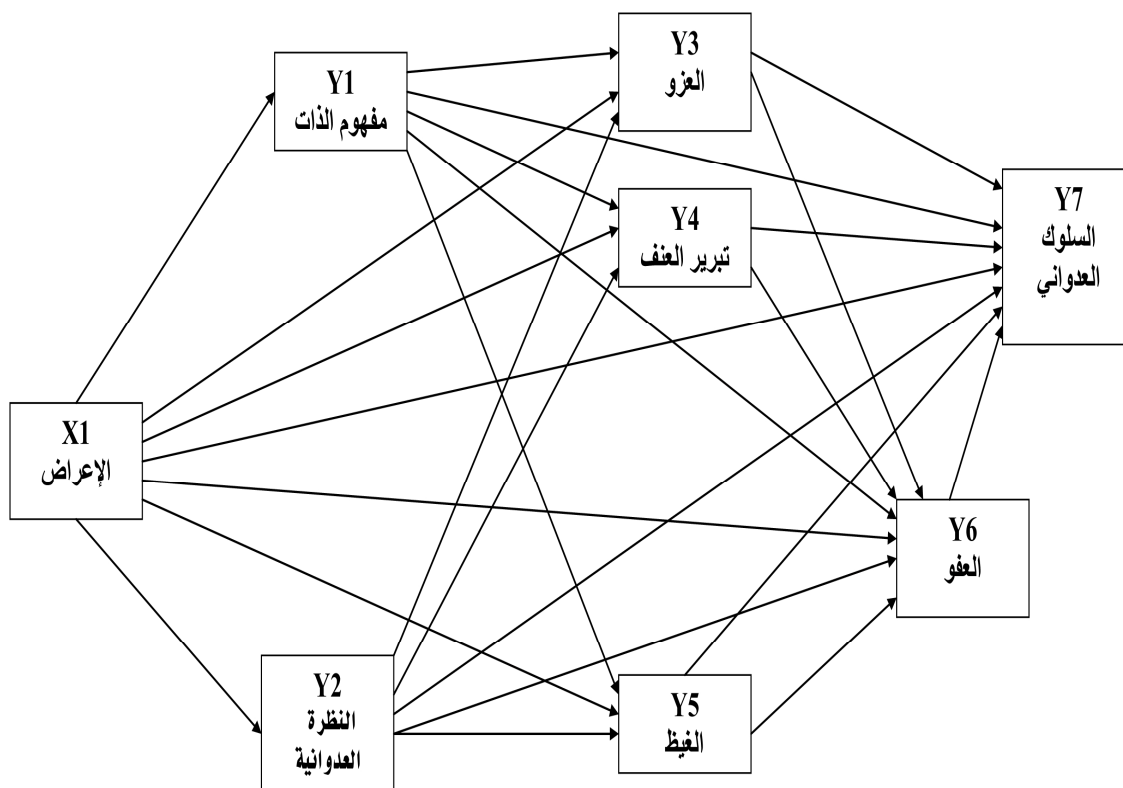 Y3
العزو
Y1
مفهوم الذات
Y7
السلوك
العدواني
Y4
تبرير العنف
X1
الإعراض
Y6
العفو
Y2
النظرة
العدوانية
Y5
الغيظ